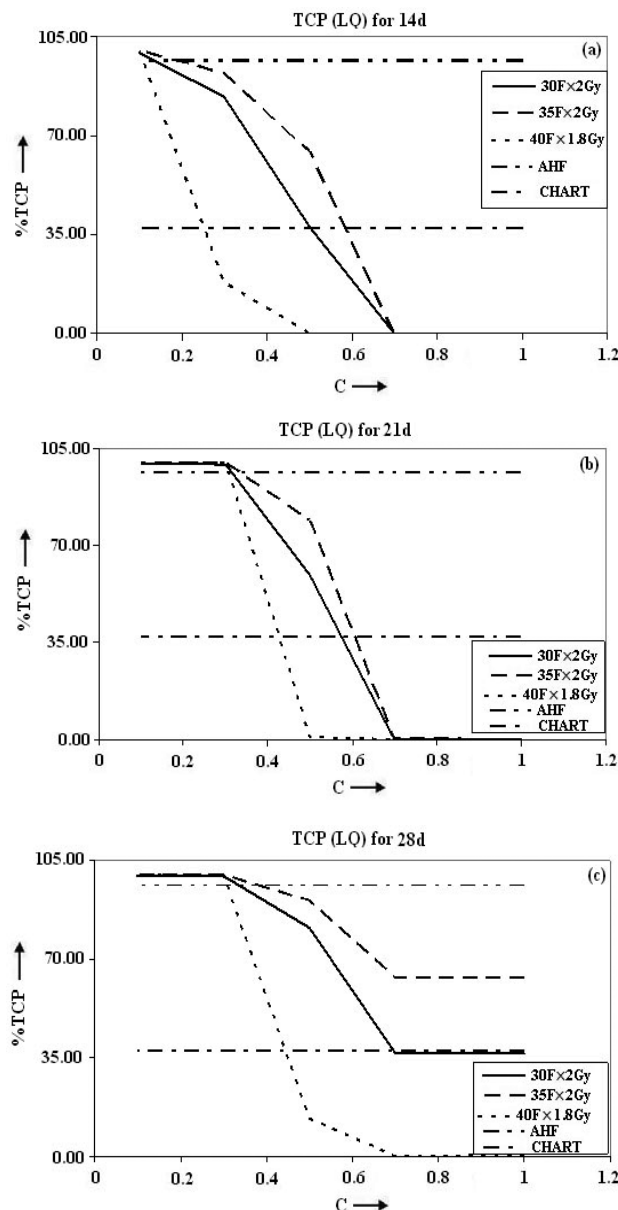 TCP (LQ) for 14d
(a)
105.00
70.00
35.00
0.00
%TCP
30F×2Gy
35F×2Gy
40F×1.8Gy
AHF
CHART
0 0.2 0.4 0.6 0.8 1 1.2
C
TCP (LQ) for 21d
(b)
105.00
70.00
35.00
0.00
%TCP
30F×2Gy
35F×2Gy
40F×1.8Gy
AHF
CHART
0 0.2 0.4 0.6 0.8 1 1.2
C
TCP (LQ) for 28d
(c)
105.00
70.00
35.00
0.00
%TCP
30F×2Gy
35F×2Gy
40F×1.8Gy
AHF
CHART
0 0.2 0.4 0.6 0.8 1 1.2
C